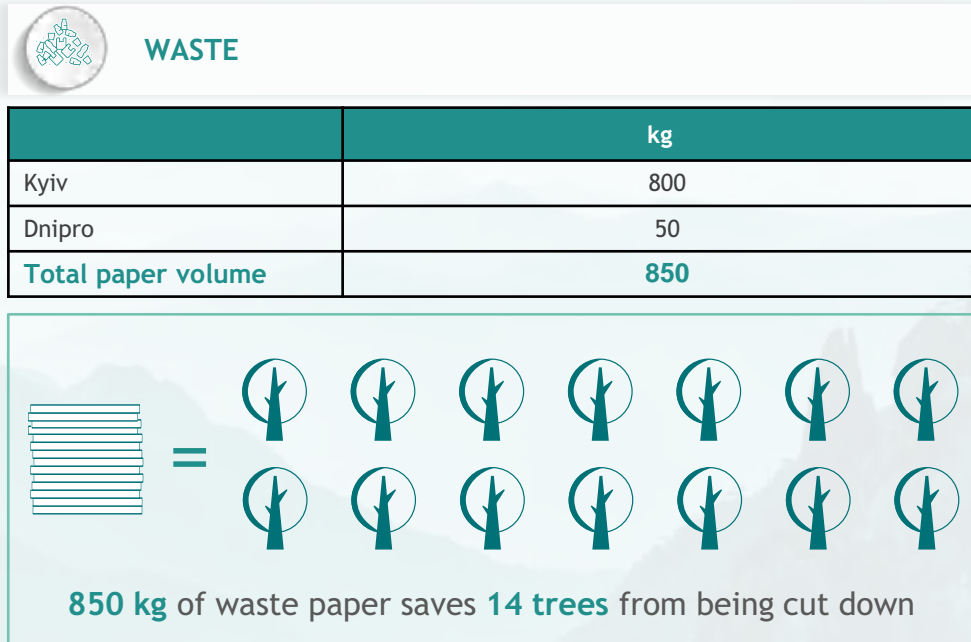 WASTE
kg
Kyiv 800
Dnipro 50
Total paper volume 850
=
850 kg of waste paper saves 14 trees from being cut down